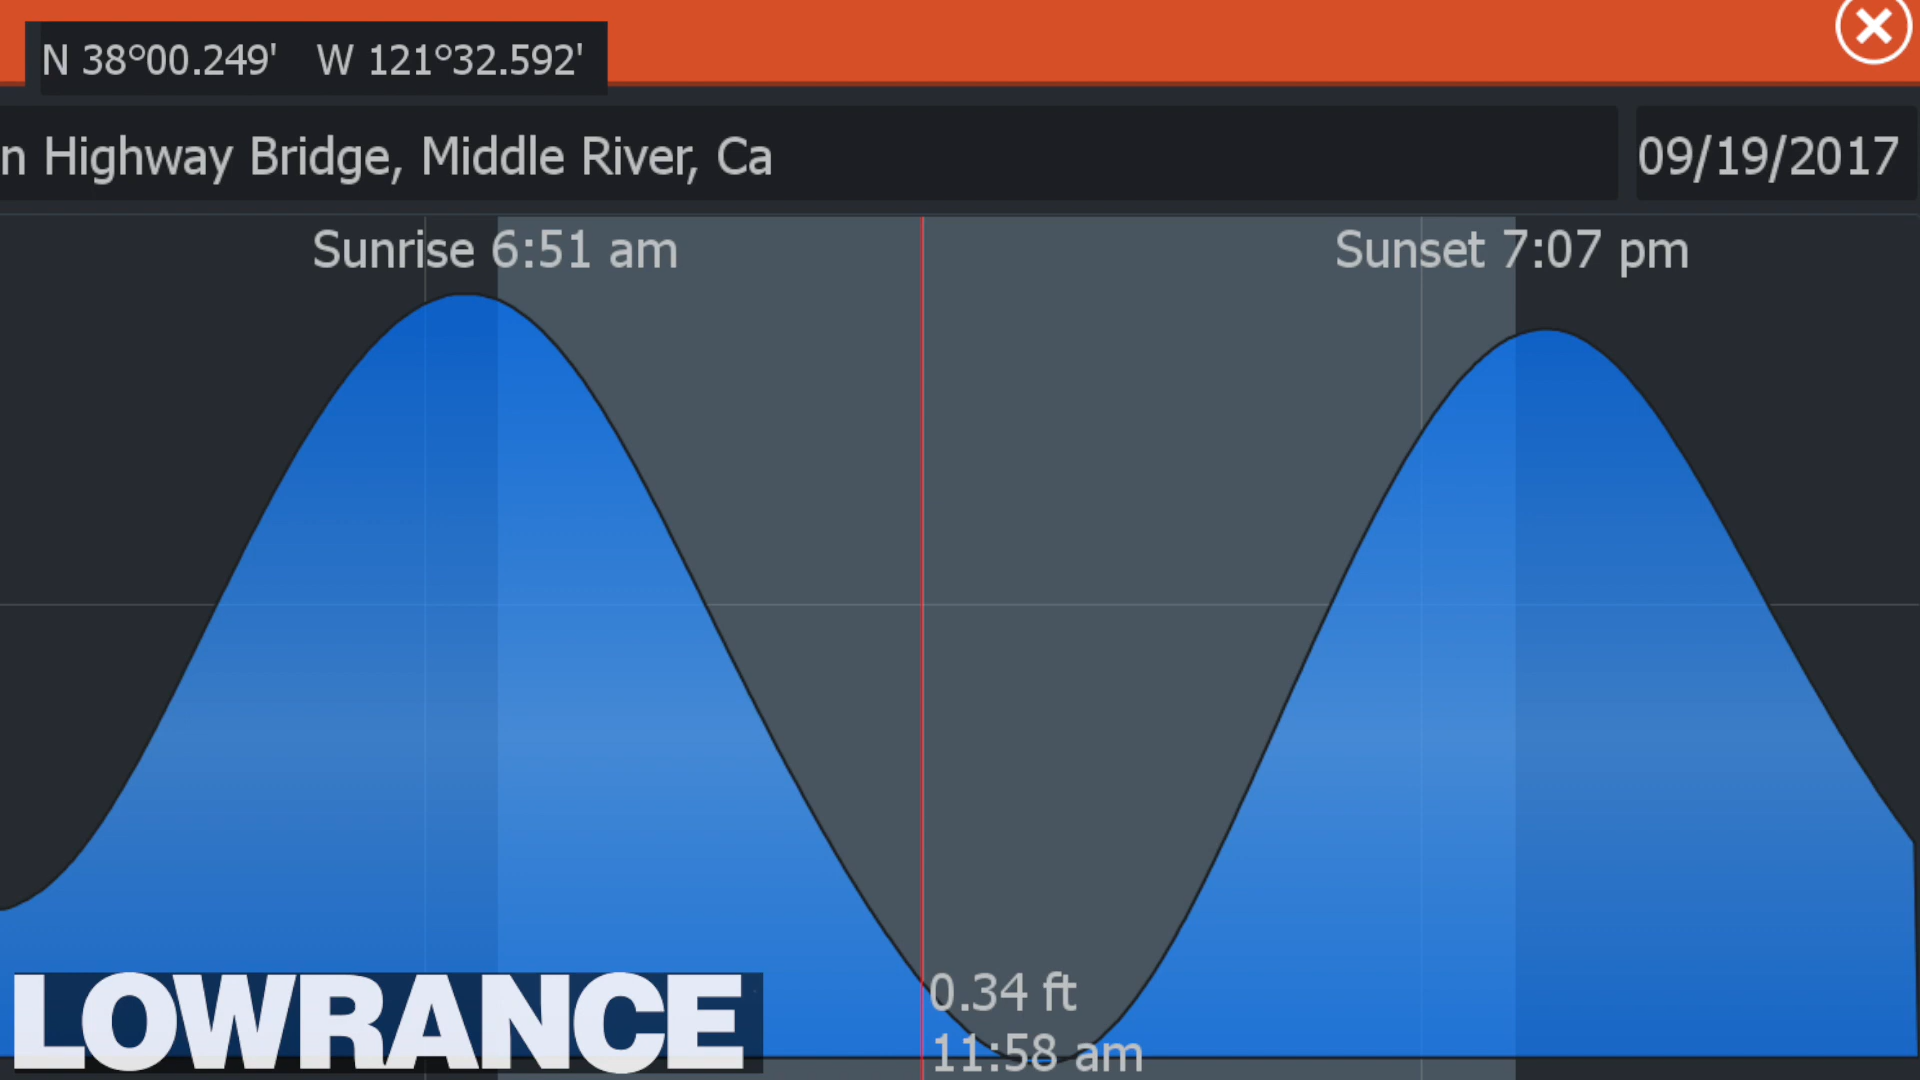 N 38°00.249' W 121°32.592'
n Highway Bridge, Middle River, Ca
09/19/2017
Sunrise 6:51 am
Sunset 7:07 pm
0.34 ft
11:58 am
LOWRANCE